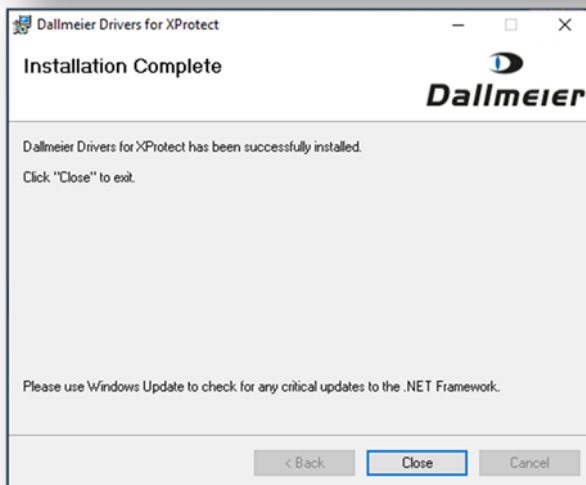 Dallmeier Drivers for XProtect
Installation Complete
Dallmeier
Dallmeier Drivers for XProtect has been successfully installed.
Click "Close" to exit.
Please use Windows Update to check for any critical updates to the .NET Framework.
< Back
Close
Cancel